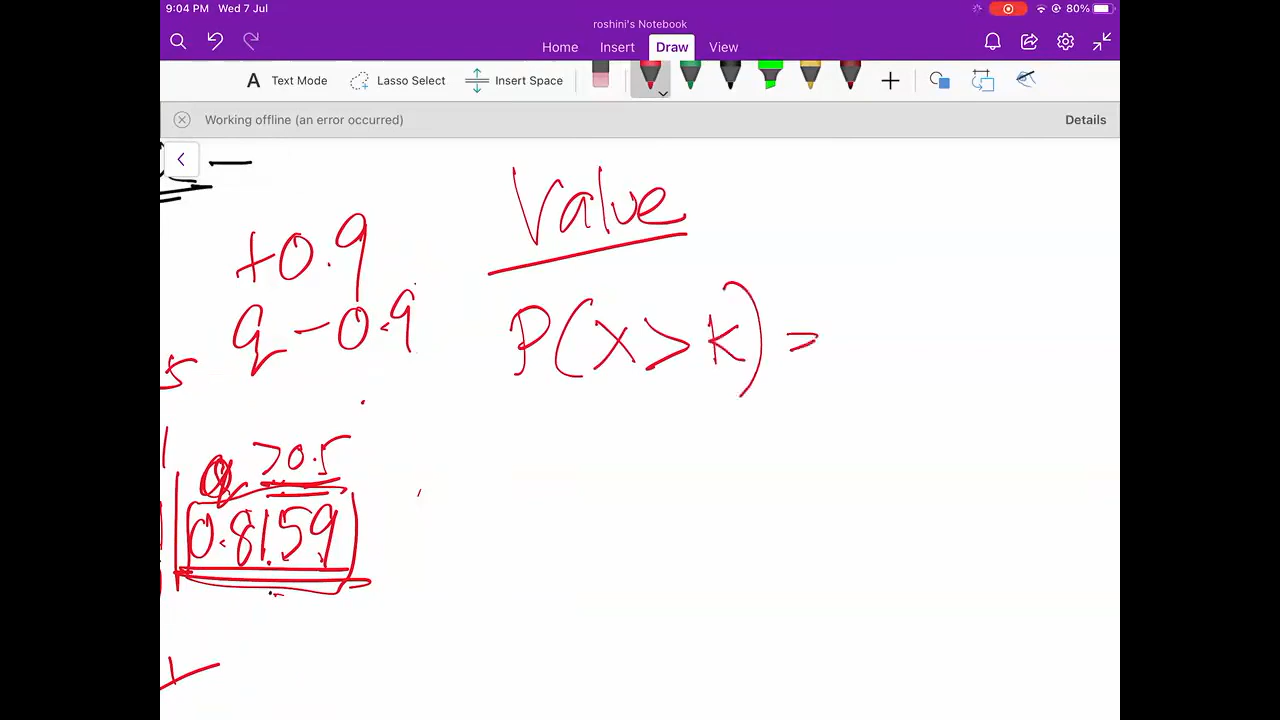 9:04 PM Wed 7 Jul
80%
roshini's Notebook
Home Insert Draw View
A Text Mode Lasso Select Insert Space
Working offline (an error occurred) Details
Value
+0.9
q -0.9
P(X>K) =
5
>0.5
0.8159